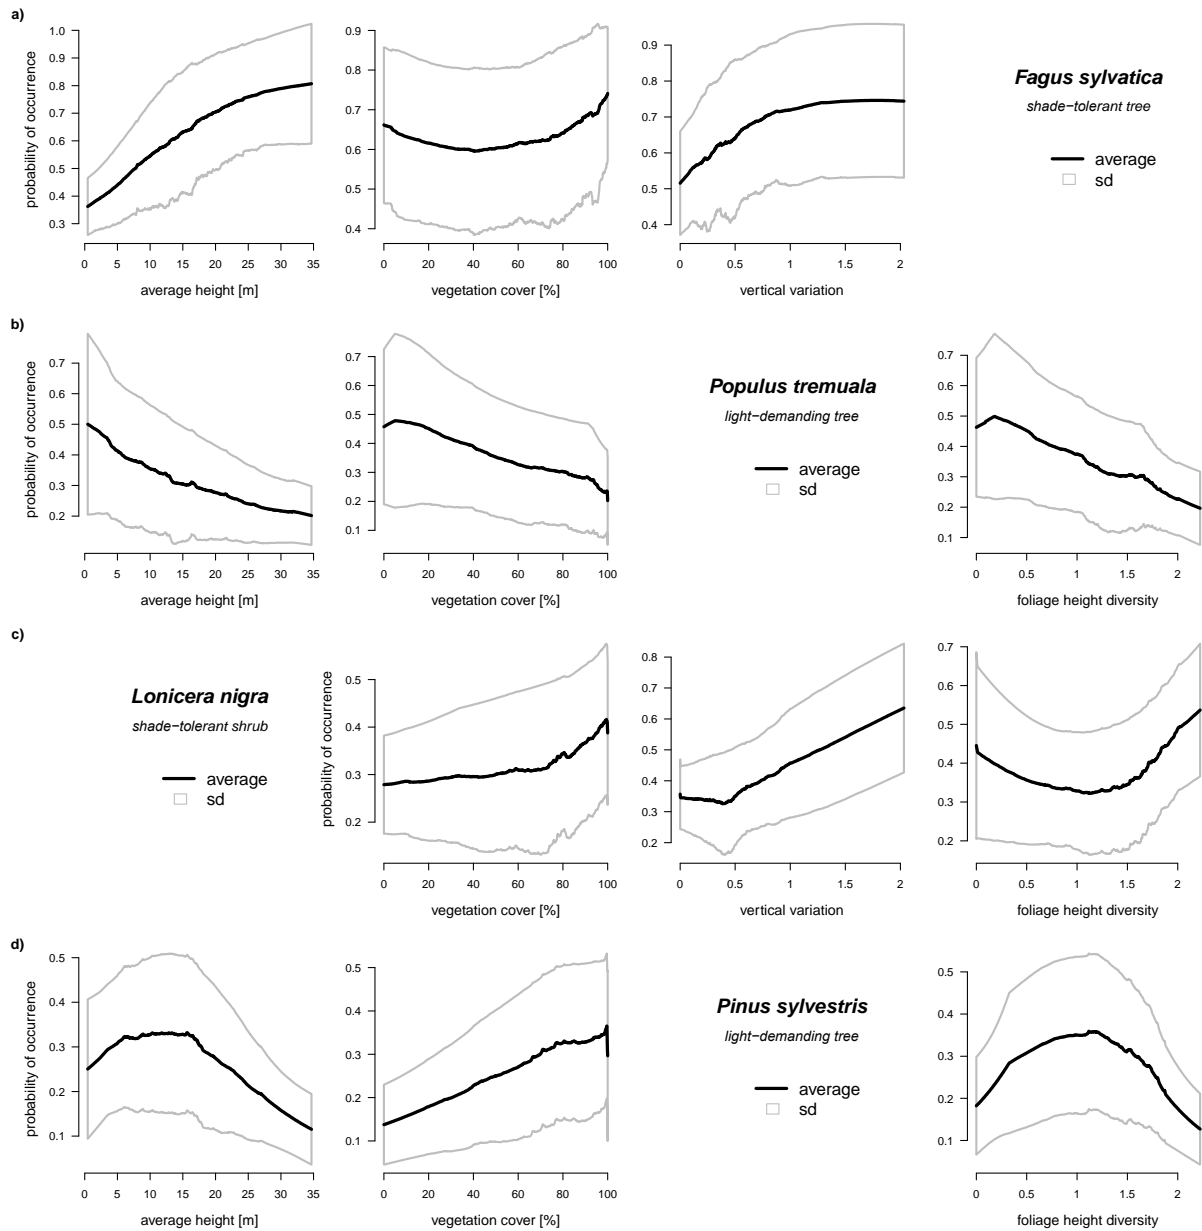 a)
probability of occurrence
1.0
0.9
0.8
0.7
0.6
0.5
0.4
0.3
0 5 10 15 20 25 30 35
average height [m]
0.9
0.8
0.7
0.6
0.5
0.4
0 20 40 60 80 100
vegetation cover [%]
0.9
0.8
0.7
0.6
0.5
0.4
0 0.5 1 1.5 2
vertical variation
Fagus sylvatica
shade−tolerant tree
average
sd
b)
probability of occurrence
0.7
0.6
0.5
0.4
0.3
0.2
0 5 10 15 20 25 30 35
average height [m]
0.7
0.6
0.5
0.4
0.3
0.2
0.1
0 20 40 60 80 100
vegetation cover [%]
Populus tremuala
light−demanding tree
average
sd
0.7
0.6
0.5
0.4
0.3
0.2
0.1
0 0.5 1 1.5 2
foliage height diversity
c)
Lonicera nigra
shade−tolerant shrub
average
sd
probability of occurrence
0.5
0.4
0.3
0.2
0 20 40 60 80 100
vegetation cover [%]
0.8
0.7
0.6
0.5
0.4
0.3
0.2
0 0.5 1 1.5 2
vertical variation
0.7
0.6
0.5
0.4
0.3
0.2
0 0.5 1 1.5 2
foliage height diversity
d)
probability of occurrence
0.5
0.4
0.3
0.2
0.1
0 5 10 15 20 25 30 35
average height [m]
0.5
0.4
0.3
0.2
0.1
0 20 40 60 80 100
vegetation cover [%]
Pinus sylvestris
light−demanding tree
average
sd
0.5
0.4
0.3
0.2
0.1
0 0.5 1 1.5 2
foliage height diversity